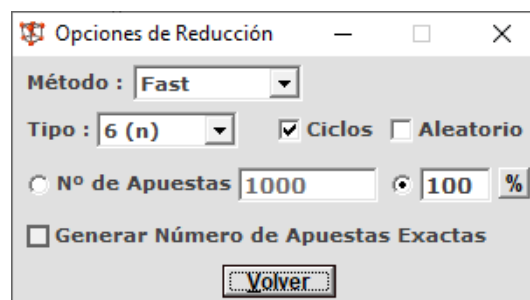 Opciones de Reducción
Método : Fast
Tipo : 6 (n) Ciclos Aleatorio
Nº de Apuestas 1000 100 %
Generar Número de Apuestas Exactas
Volver